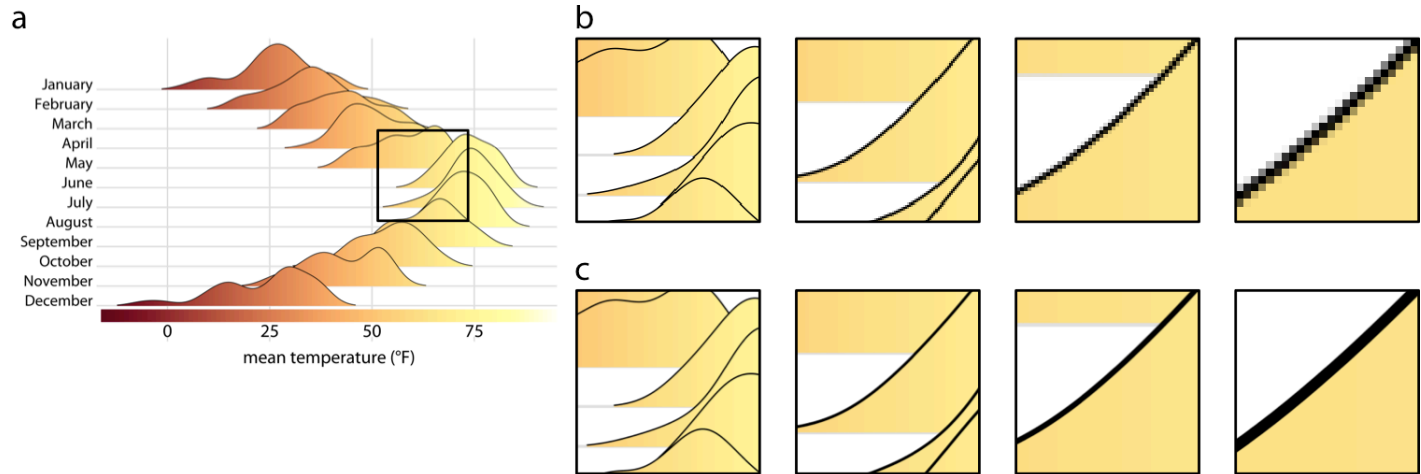 a
January
February
March
April
May
June
July
August
September
October
November
December
0 25 50 75
mean temperature (°F)
b
c